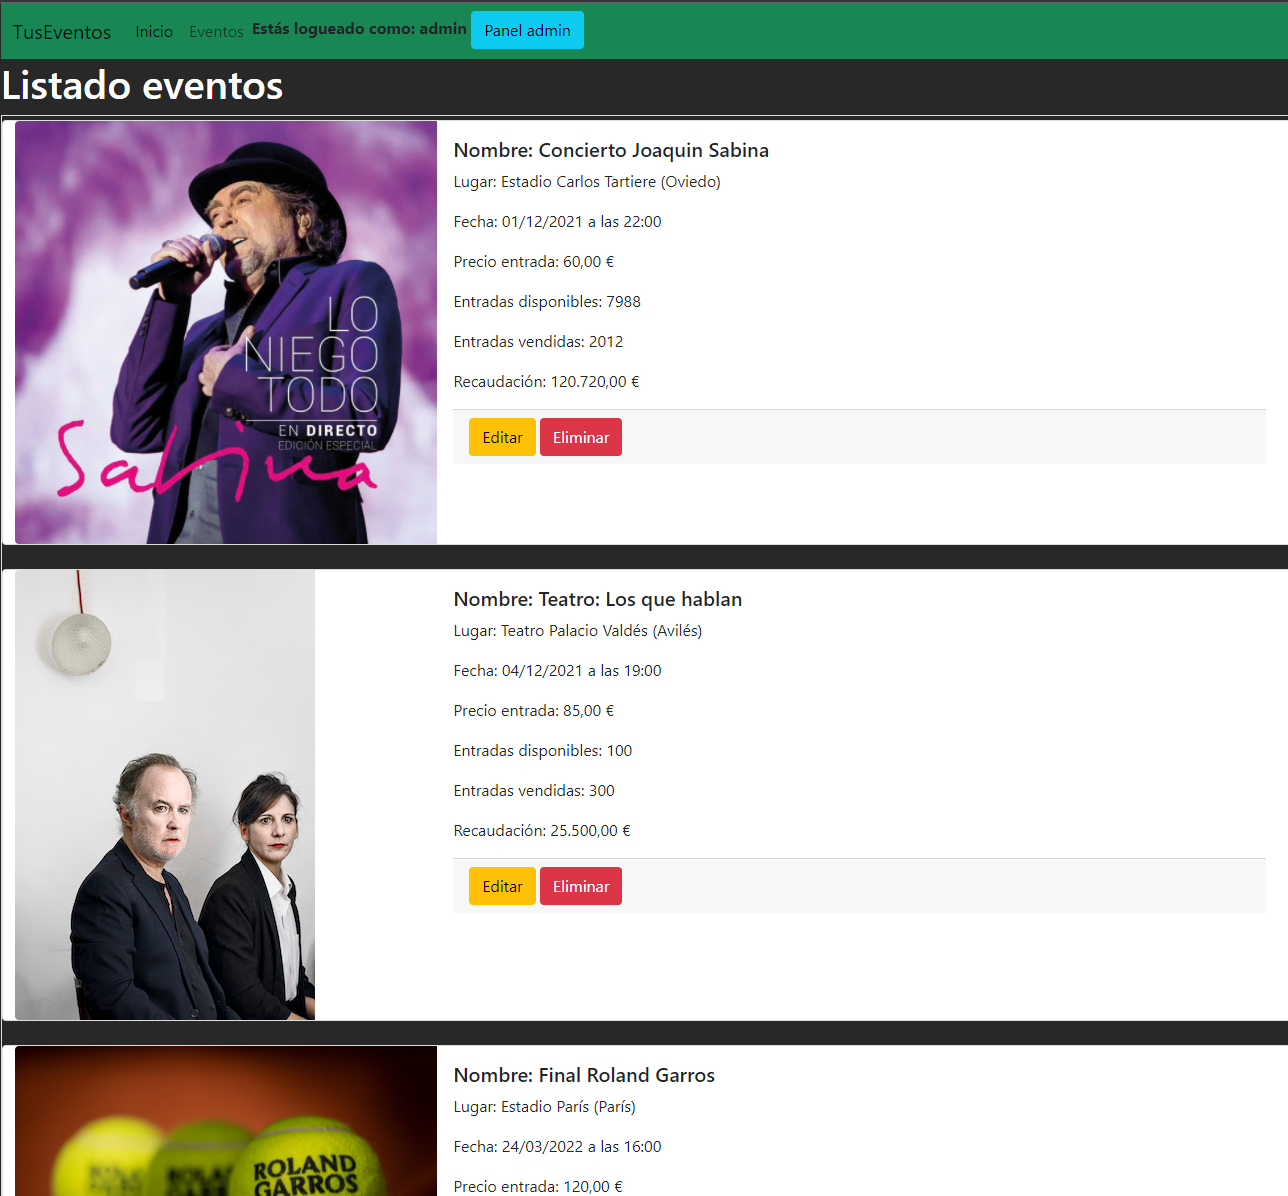 TusEventos Inicio Eventos Estás logueado como: admin Panel admin
Listado eventos
LO
NIEGO
TODO
EN DIRECTO
EDICIÓN ESPECIAL
Sabina
Nombre: Concierto Joaquin Sabina
Lugar: Estadio Carlos Tartiere (Oviedo)
Fecha: 01/12/2021 a las 22:00
Precio entrada: 60,00 €
Entradas disponibles: 7988
Entradas vendidas: 2012
Recaudación: 120.720,00 €
Editar Eliminar
Nombre: Teatro: Los que hablan
Lugar: Teatro Palacio Valdés (Avilés)
Fecha: 04/12/2021 a las 19:00
Precio entrada: 85,00 €
Entradas disponibles: 100
Entradas vendidas: 300
Recaudación: 25.500,00 €
Editar Eliminar
ROLAND
GARROS
Nombre: Final Roland Garros
Lugar: Estadio París (París)
Fecha: 24/03/2022 a las 16:00
Precio entrada: 120,00 €